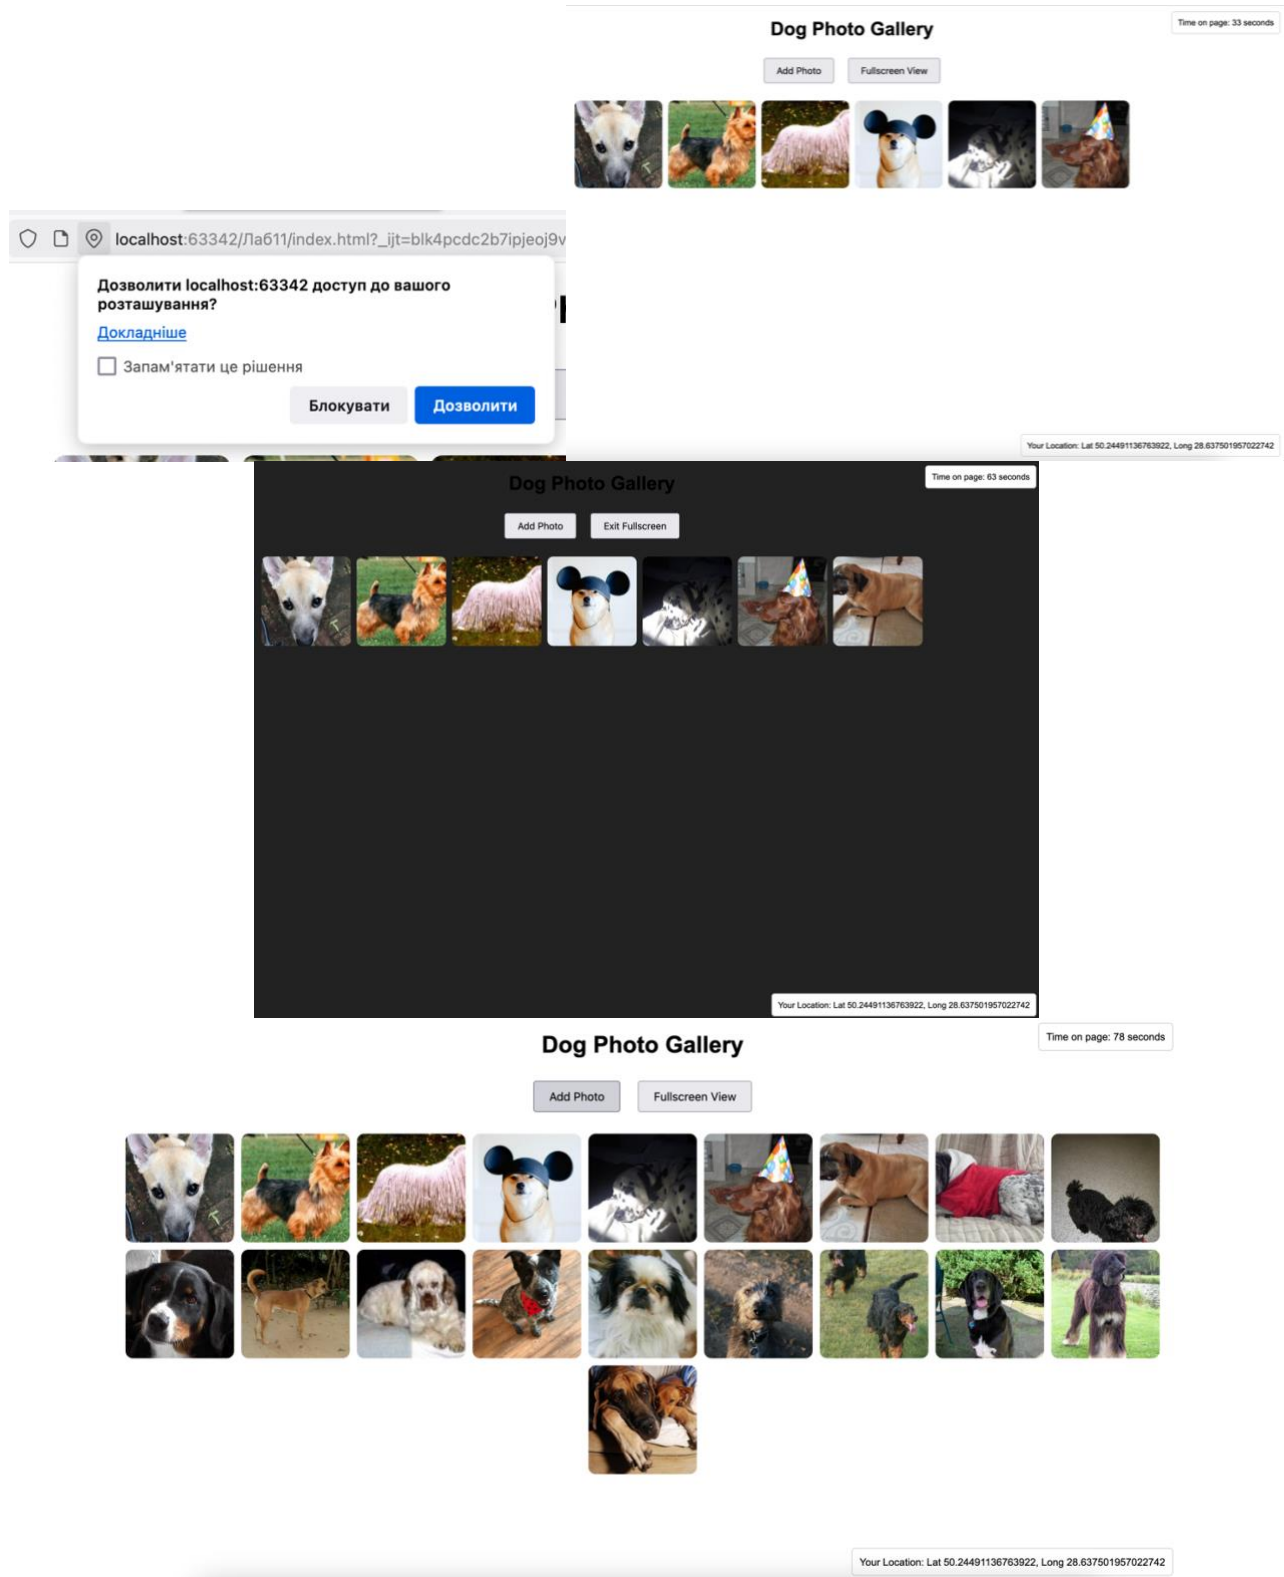 Dog Photo Gallery
Time on page: 33 seconds
Add Photo
Fullscreen View
localhost:63342/Лаб11/index.html?_ijt=blk4pcdc2b7ipjeoj9v
Дозволити localhost:63342 доступ до вашого
розташування?
Докладніше
Запам'ятати це рішення
Блокувати
Дозволити
Your Location: Lat 50.24491136763922, Long 28.637501957022742
Dog Photo Gallery
Time on page: 63 seconds
Add Photo
Exit Fullscreen
Your Location: Lat 50.24491136763922, Long 28.637501957022742
Dog Photo Gallery
Time on page: 78 seconds
Add Photo
Fullscreen View
Your Location: Lat 50.24491136763922, Long 28.637501957022742